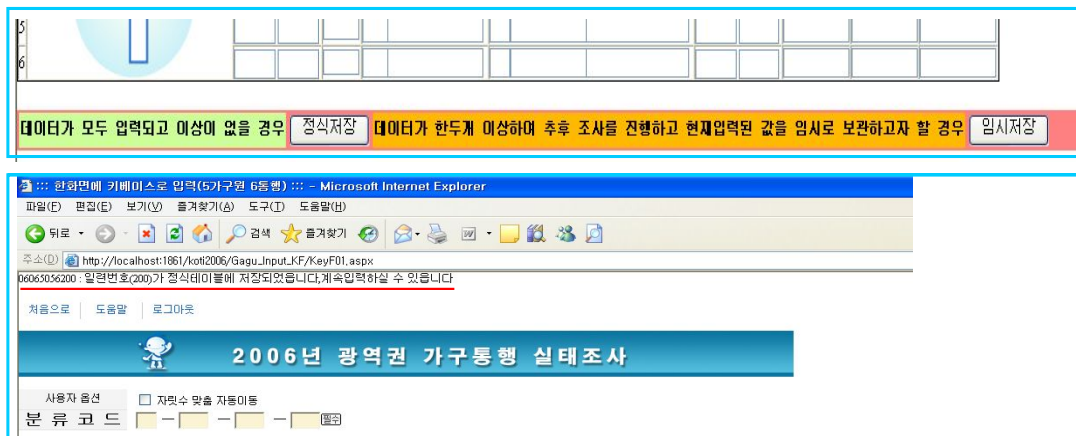 5
6
데이터가 모두 입력되고 이상이 없을 경우 정식저장 데이터가 한두개 이상하여 추후 조사를 진행하고 현재입력된 값을 임시로 보관하고자 할 경우 임시저장
::: 한화면에 키베이스로 입력(5가구원 6통행) ::: - Microsoft Internet Explorer
파일(F) 편집(E) 보기(V) 즐겨찾기(A) 도구(T) 도움말(H)
뒤로 검색 즐겨찾기
주소(D) http://localhost:1861/koti2006/Gagu_Input_KF/KeyF01.aspx
06065056200 : 일련번호(200)가 정식테이블에 저장되었읍니다,계속입력하실 수 있읍니다
처음으로 | 도움말 | 로그아웃
2006년 광역권 가구통행 실태조사
사용자 옵션 자릿수 맞춤 자동이동
분 류 코 드 - - - 필수